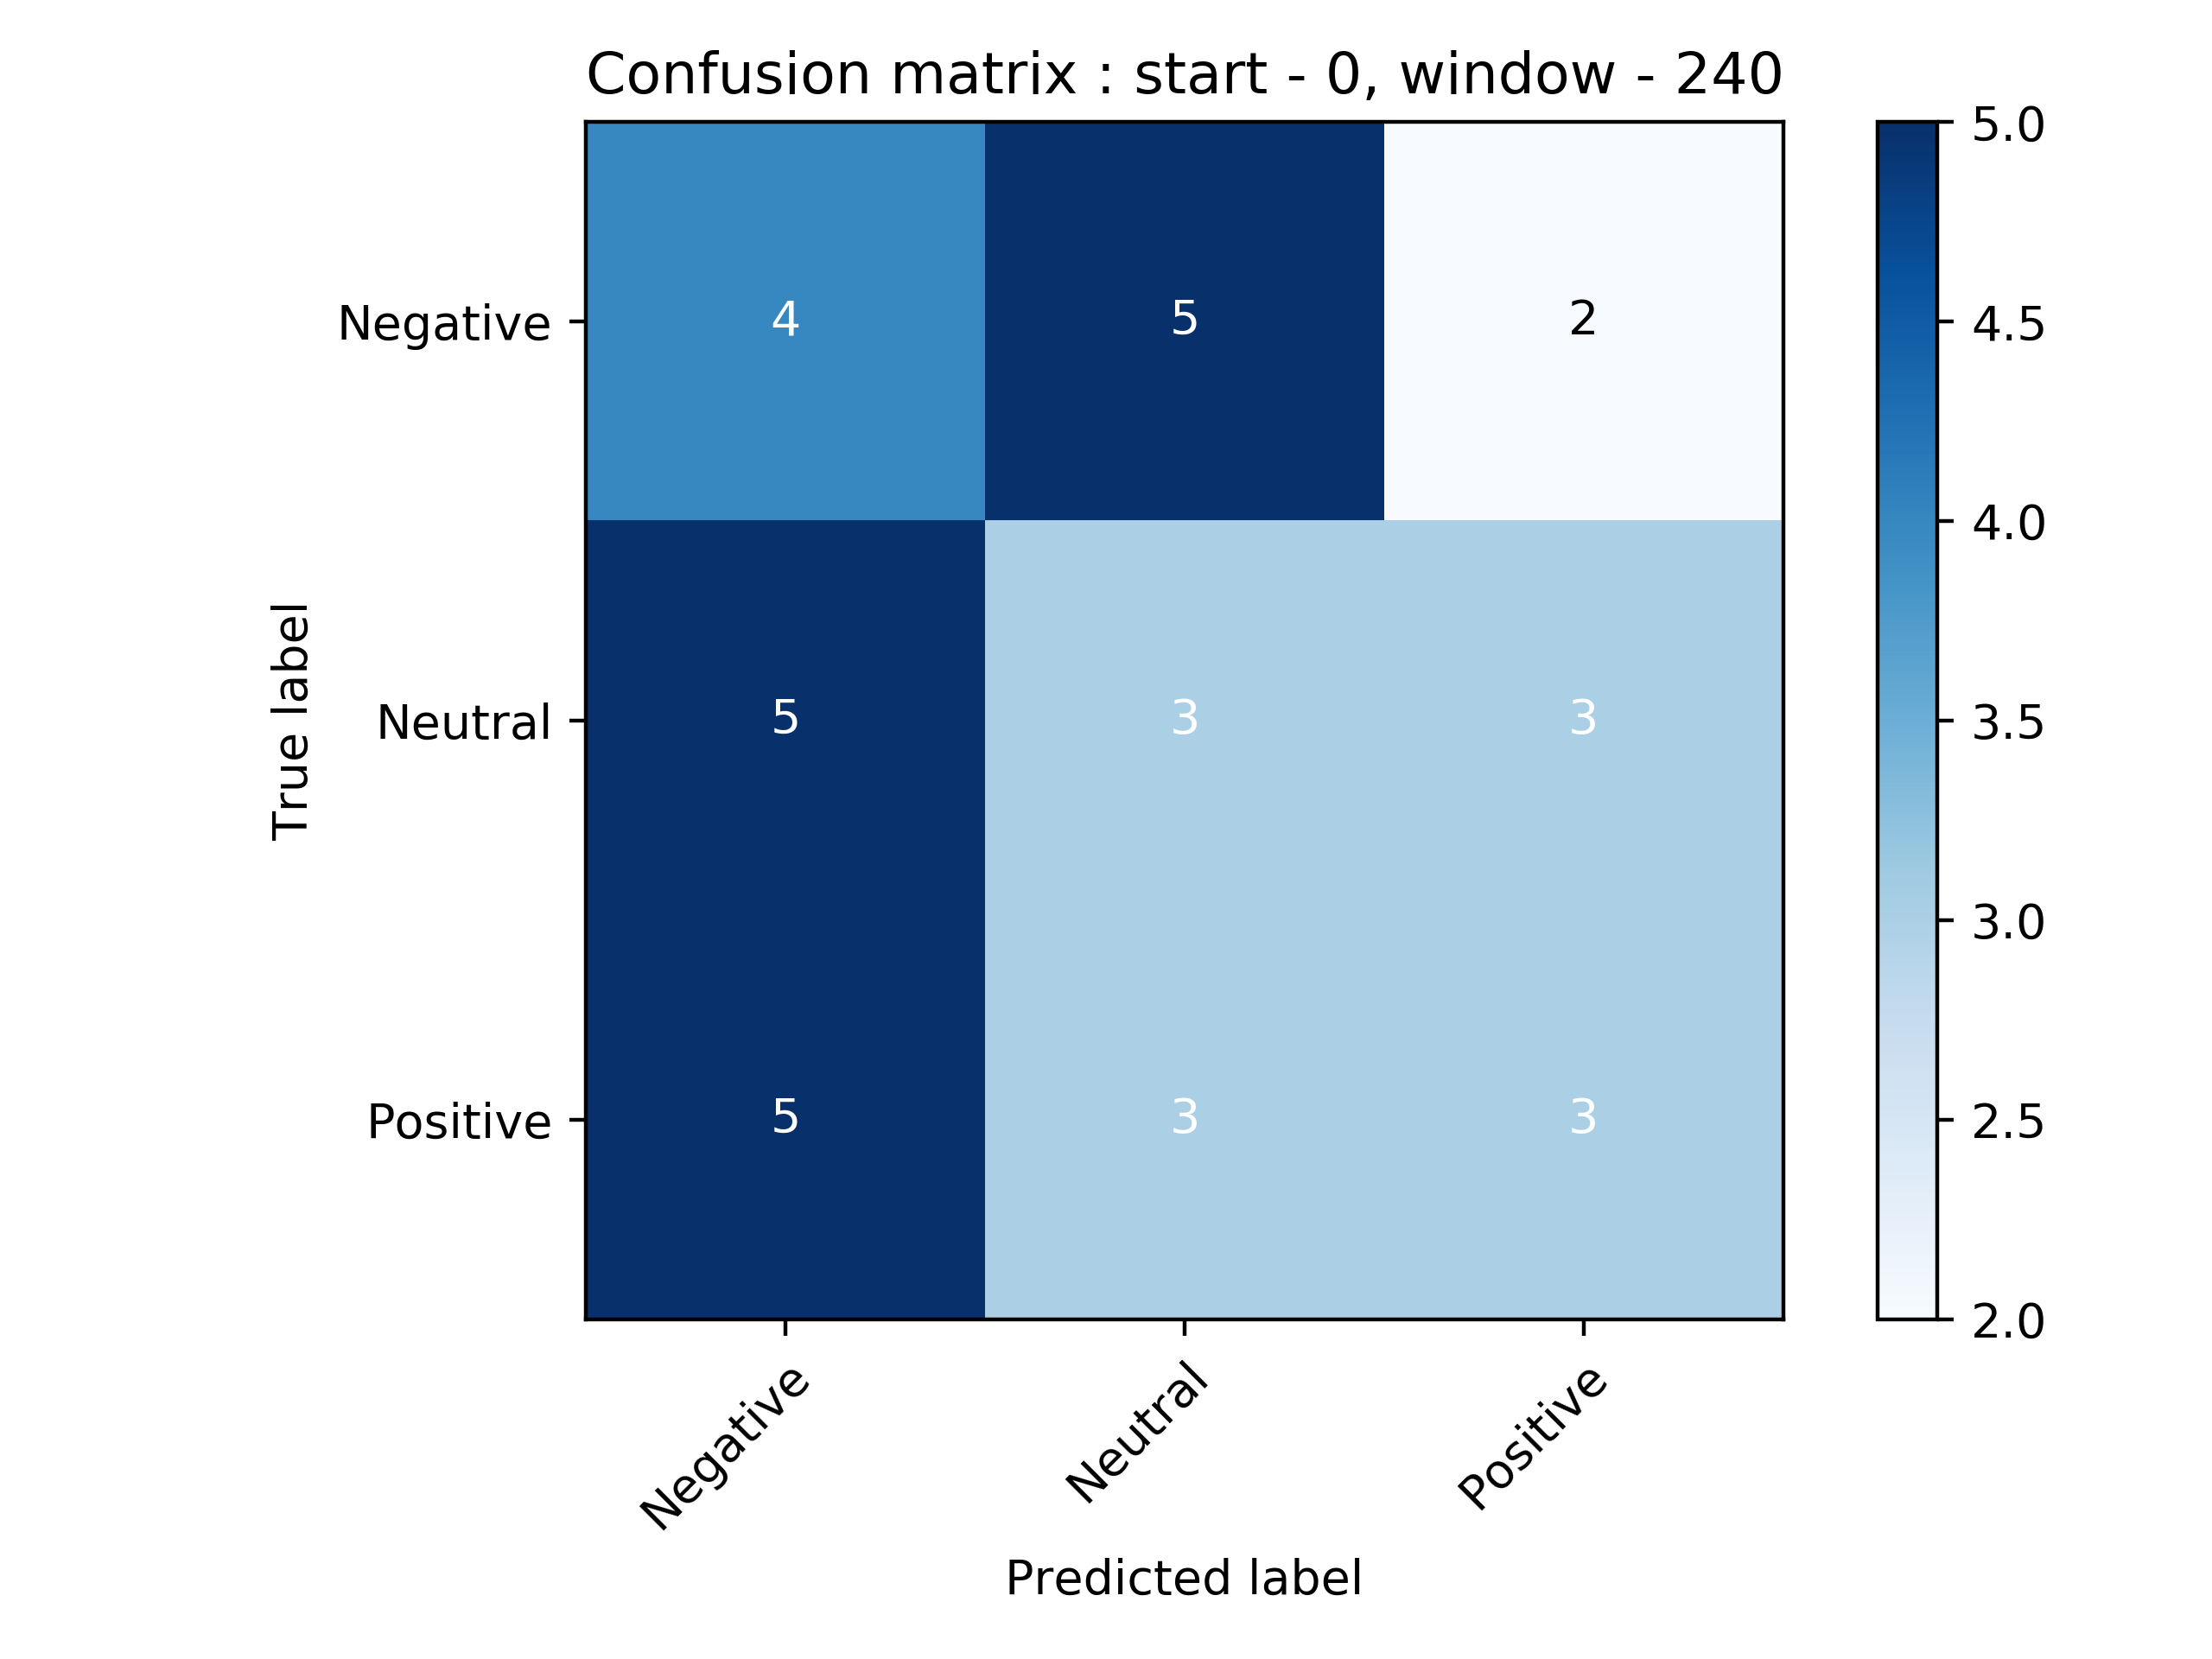 Confusion matrix : start - 0, window - 240
5.0
4.5
4.0
3.5
3.0
2.5
2.0
True label
Negative 4 5 2
Neutral 5 3 3
Positive 5 3 3
Negative Neutral Positive
Predicted label